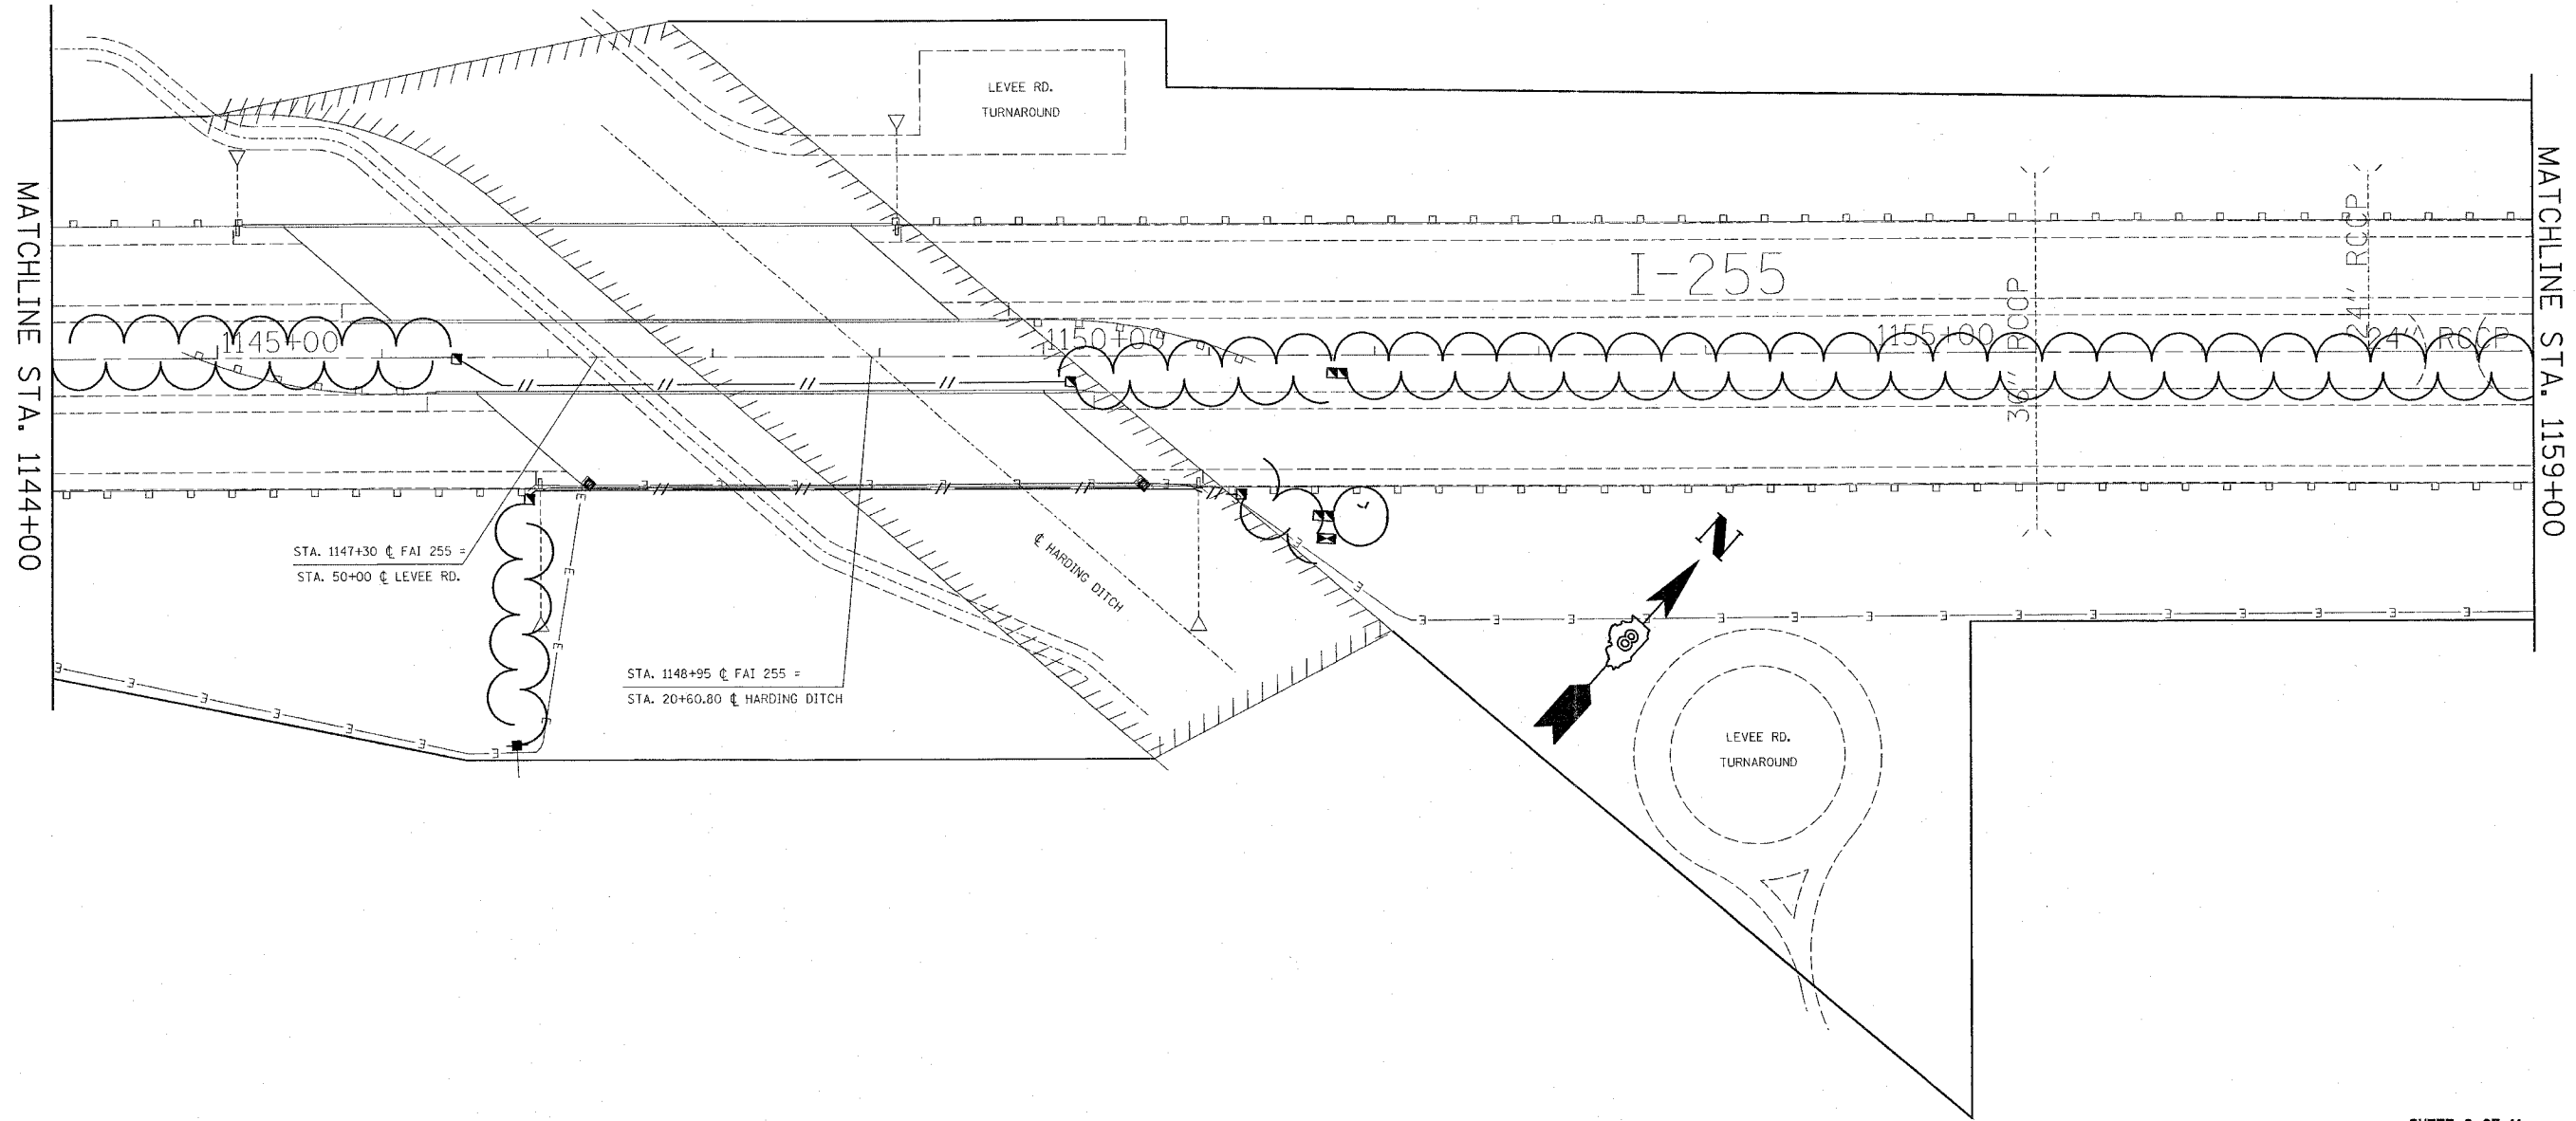 LEVEE RD.
TURNAROUND
MATCHLINE STA. 1144+00
MATCHLINE STA. 1159+00
I-255
36" RCCP
24" RCCP
24" RCCP
1145+00
1150+00
1155+00
STA. 1147+30 ℄ FAI 255 =
STA. 50+00 ℄ LEVEE RD.
℄ HARDING DITCH
N
STA. 1148+95 ℄ FAI 255 =
STA. 20+60.80 ℄ HARDING DITCH
LEVEE RD.
TURNAROUND